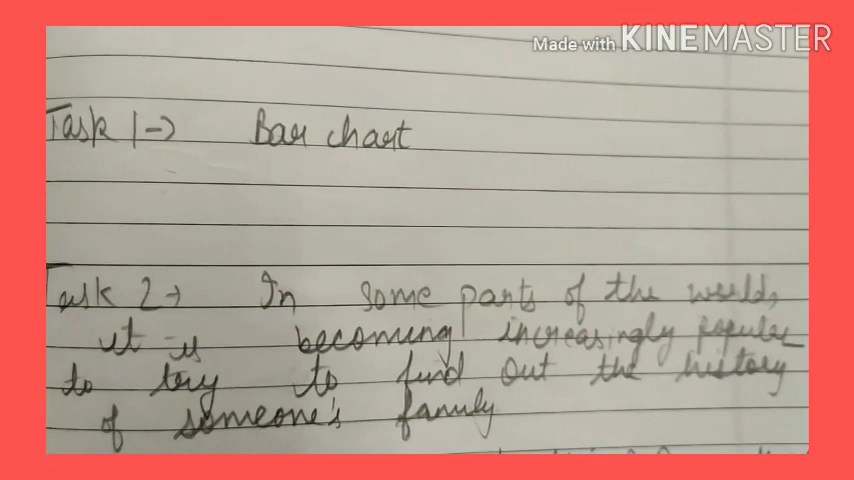 Made with KINEMASTER
Task 1 → Bar chart
Task 2 → In some parts of the world,
it is becoming increasingly popular
to try to find out the history
of someone's family